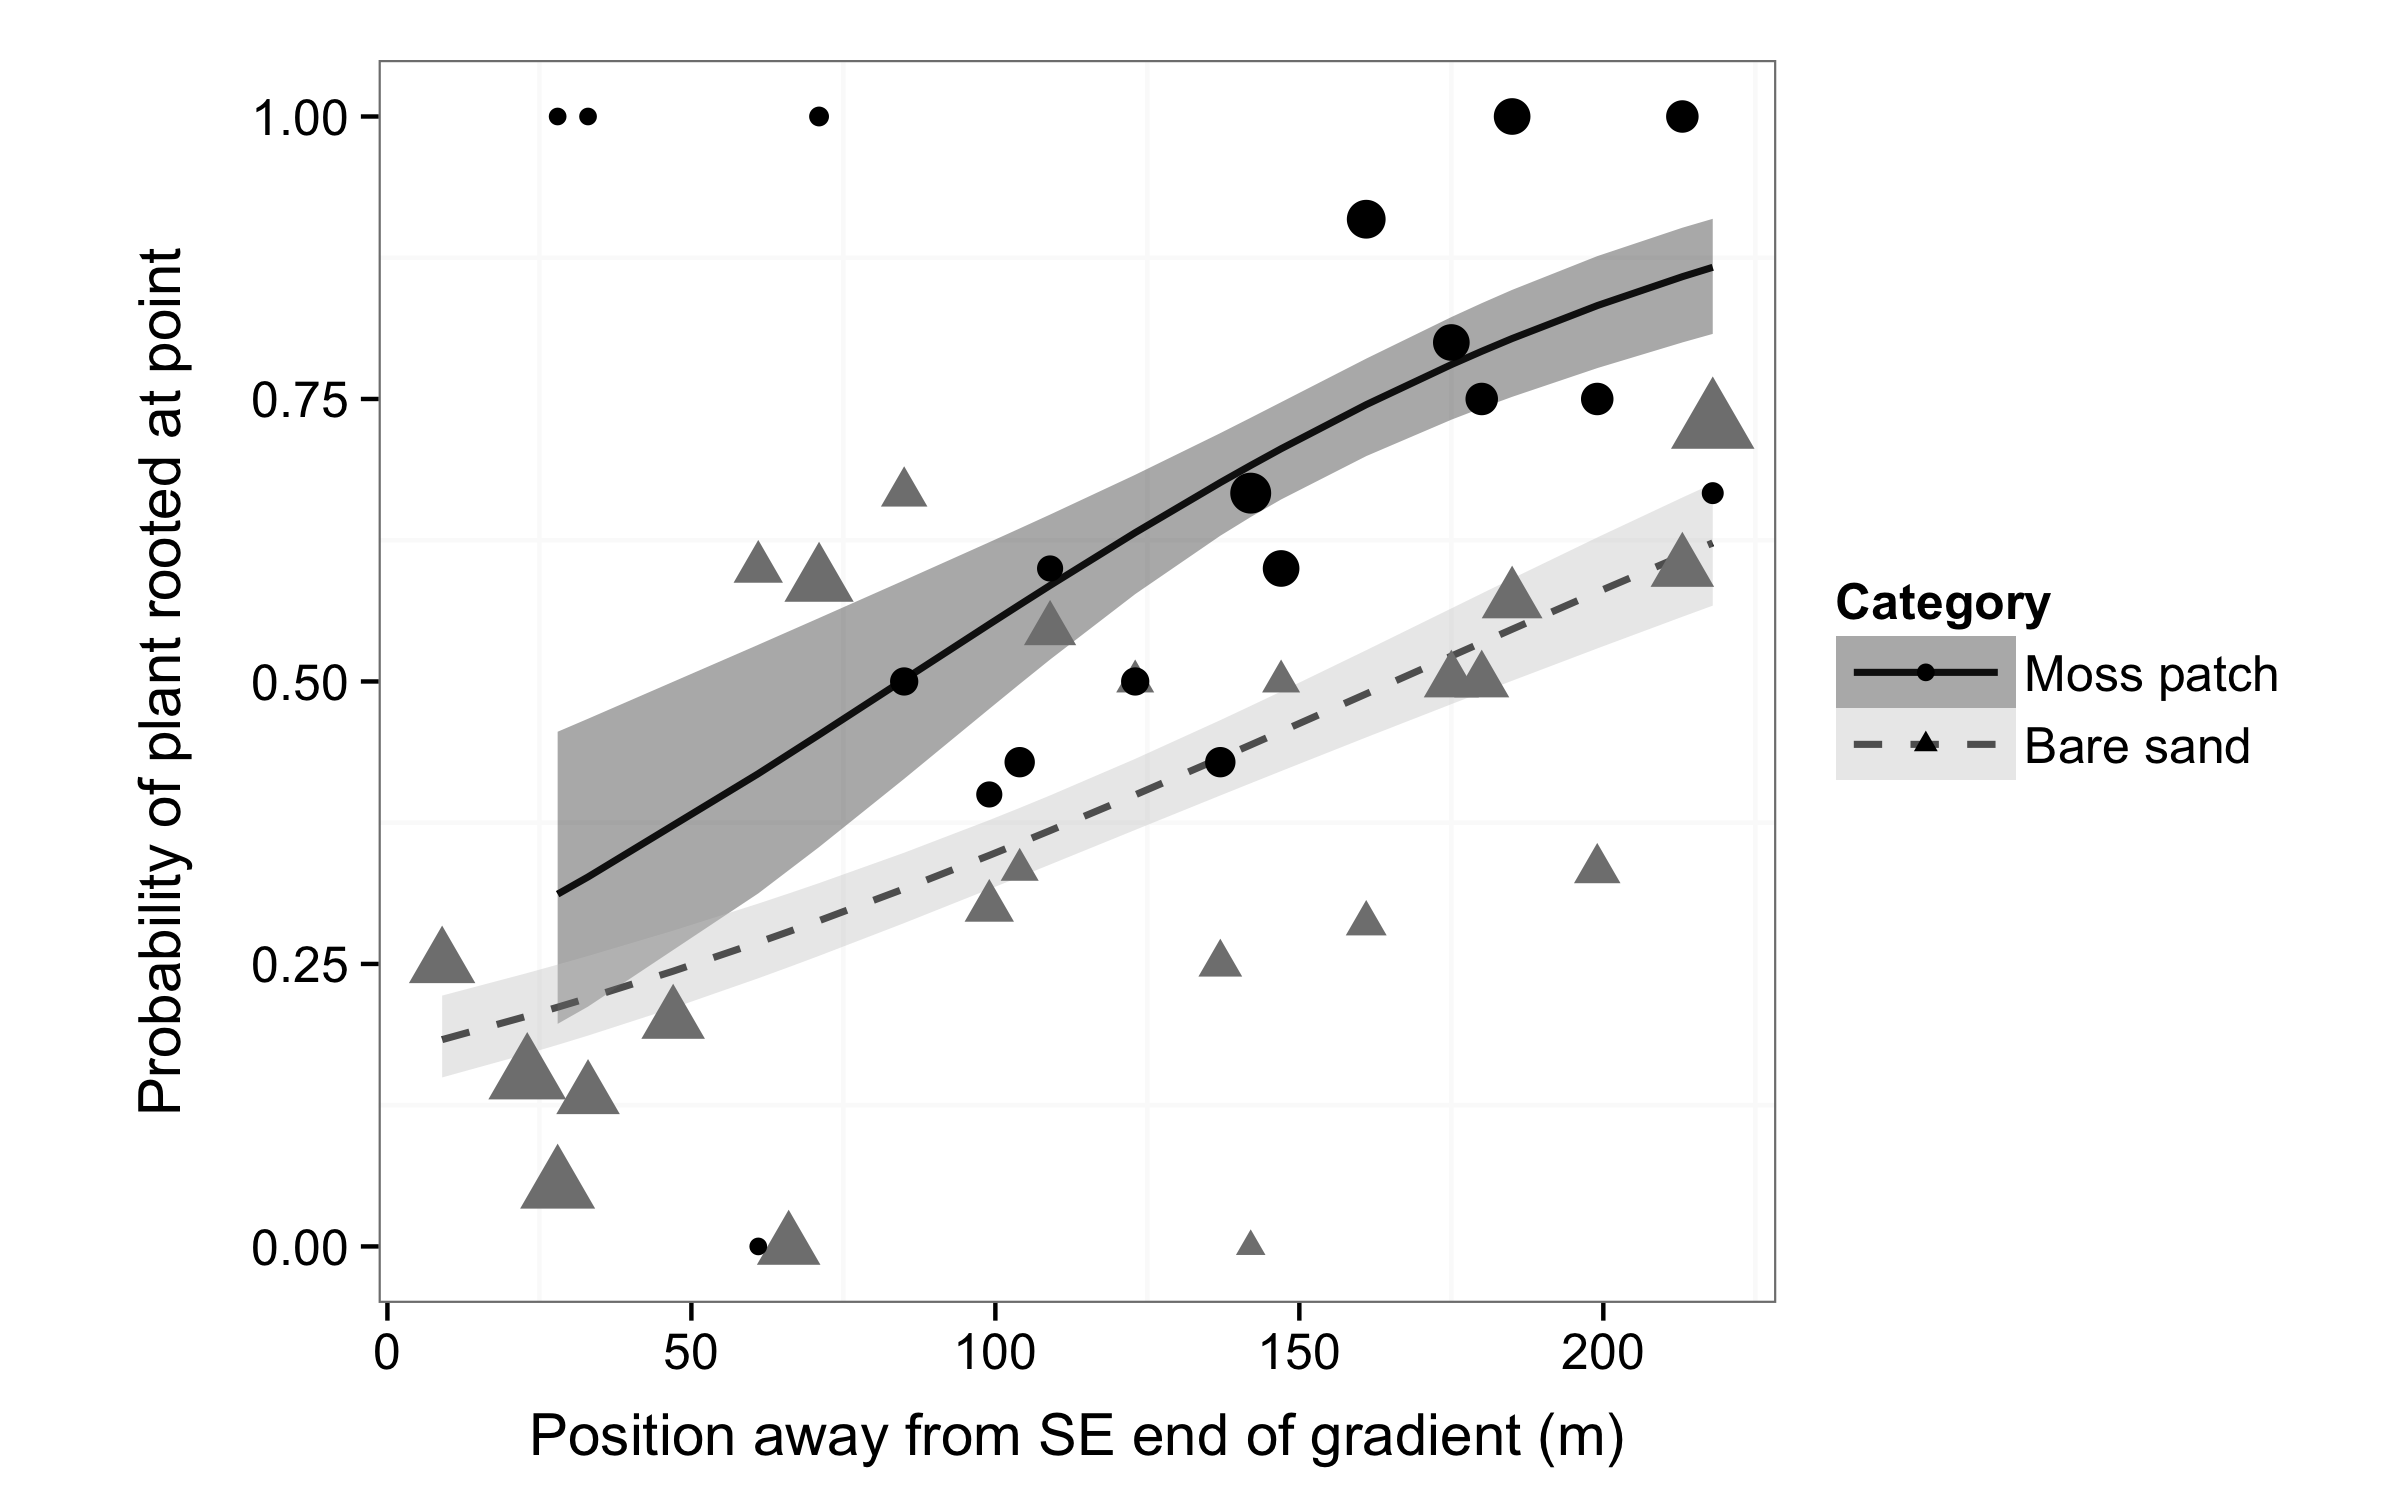 Probability of plant rooted at point
1.00
0.75
0.50
0.25
0.00
0 50 100 150 200
Position away from SE end of gradient (m)
Category
Moss patch
Bare sand